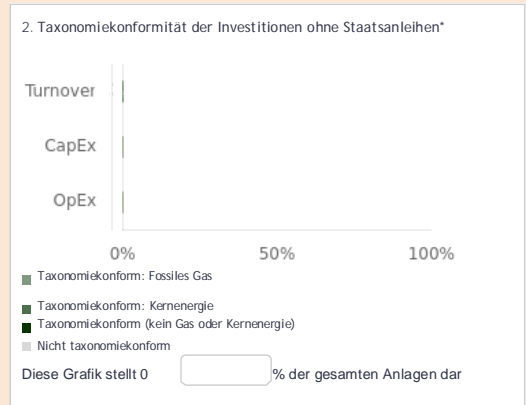 2. Taxonomiekonformität der Investitionen ohne Staatsanleihen*
Turnover
CapEx
OpEx
0% 50% 100%
Taxonomiekonform: Fossiles Gas
Taxonomiekonform: Kernenergie
Taxonomiekonform (kein Gas oder Kernenergie)
Nicht taxonomiekonform
Diese Grafik stellt 0 % der gesamten Anlagen dar